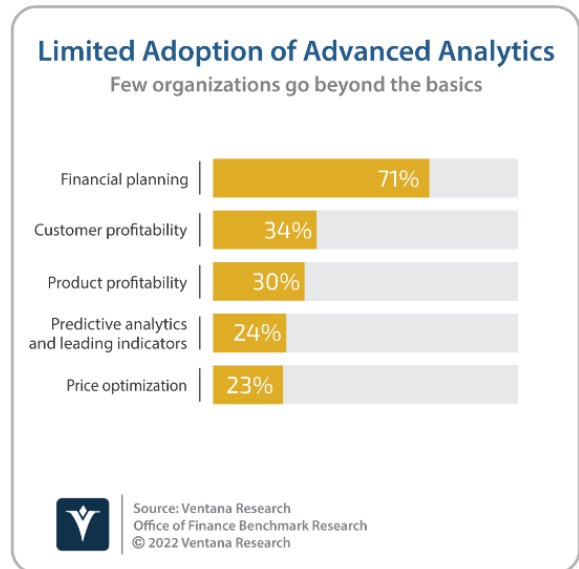 Limited Adoption of Advanced Analytics
Few organizations go beyond the basics
Financial planning
71%
Customer profitability
34%
Product profitability
30%
Predictive analytics
and leading indicators
24%
Price optimization
23%
Source: Ventana Research
Office of Finance Benchmark Research
© 2022 Ventana Research